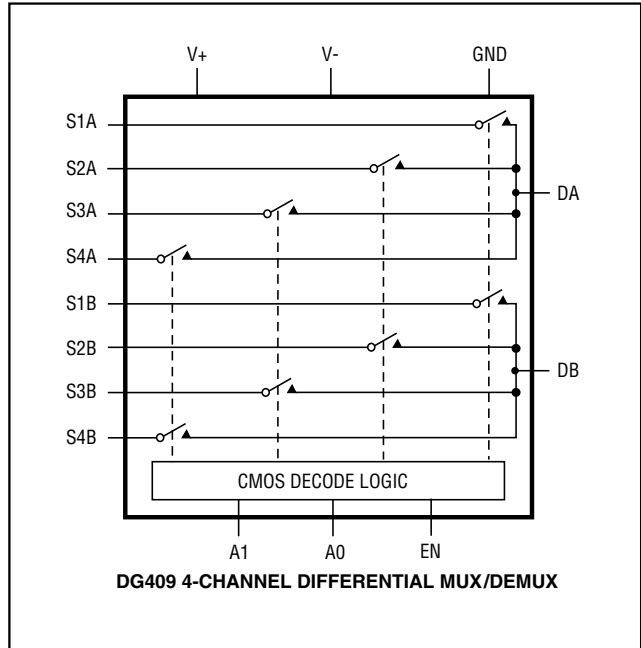 V+ V- GND
S1A
S2A
DA
S3A
S4A
S1B
S2B
DB
S3B
S4B
CMOS DECODE LOGIC
A1 A0 EN
DG409 4-CHANNEL DIFFERENTIAL MUX/DEMUX